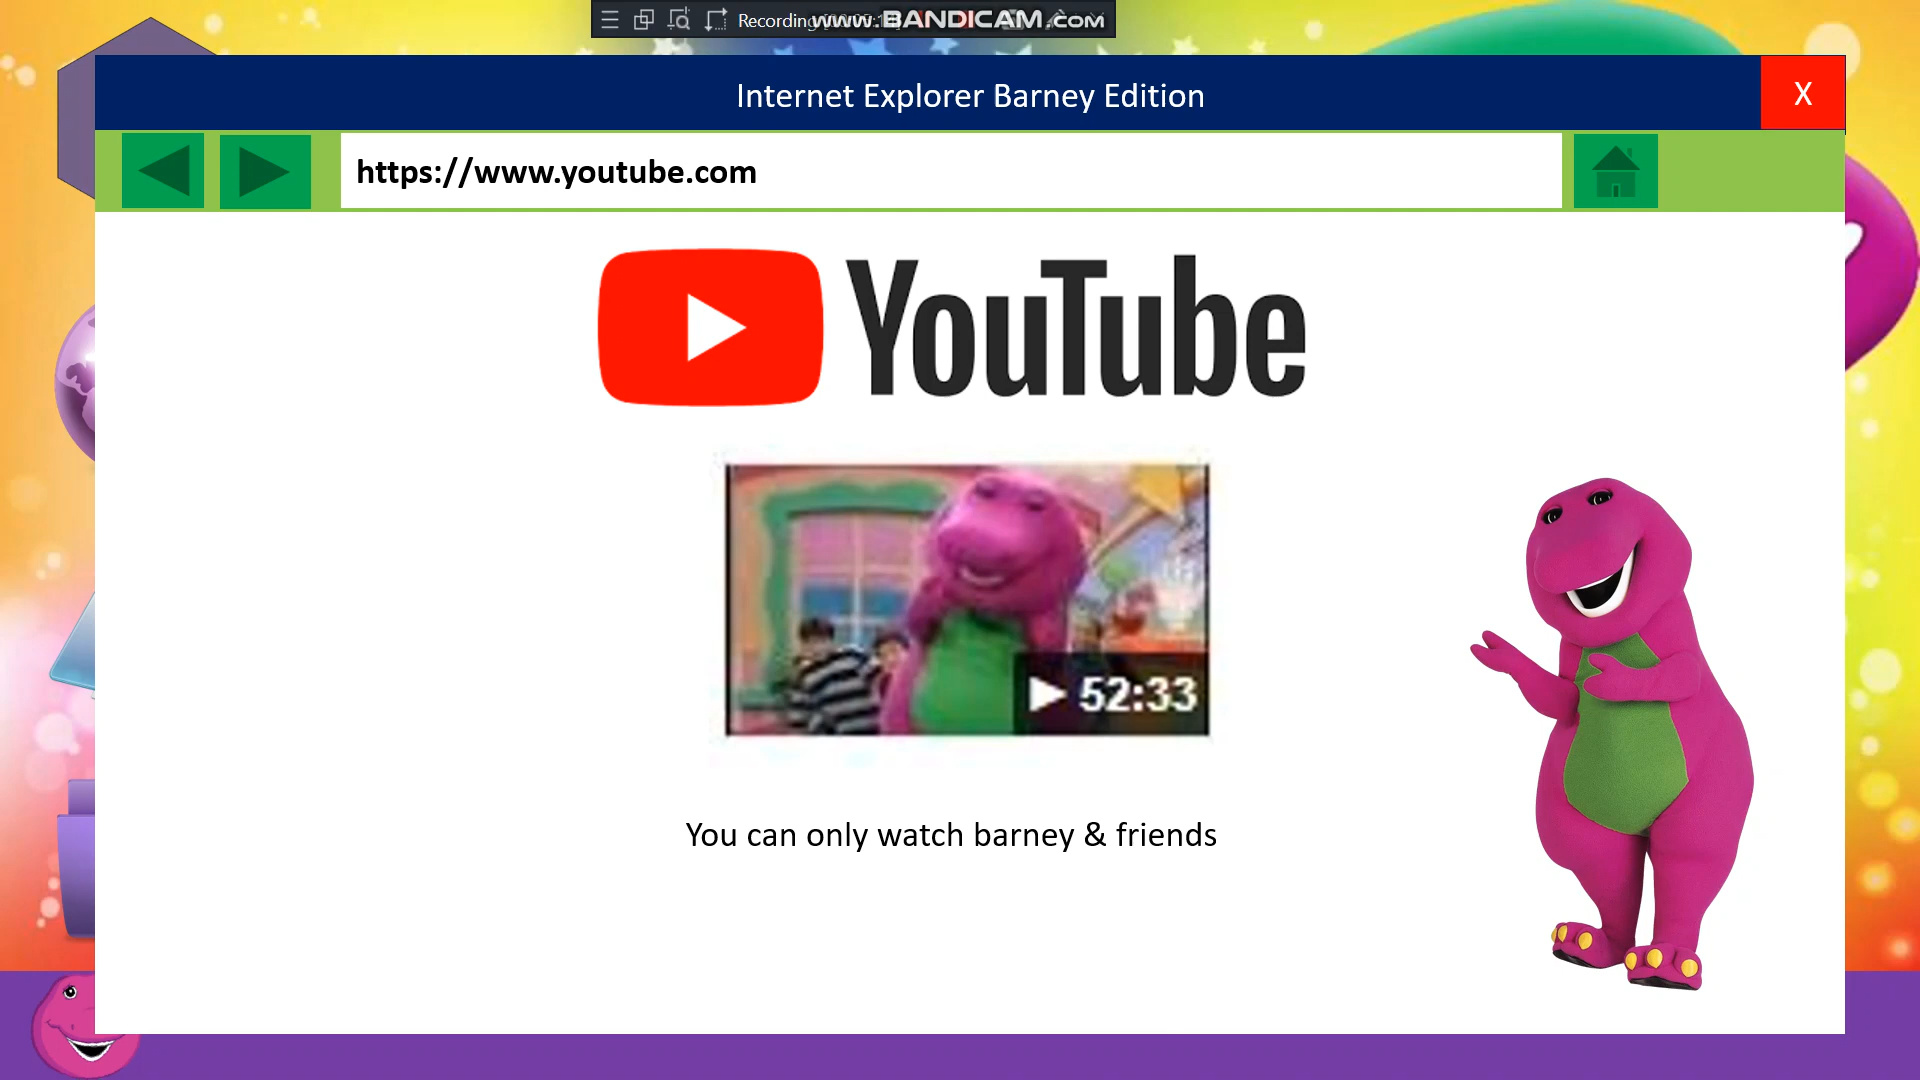 Recording
www.BANDICAM.com
Internet Explorer Barney Edition
X
https://www.youtube.com
YouTube
52:33
You can only watch barney & friends